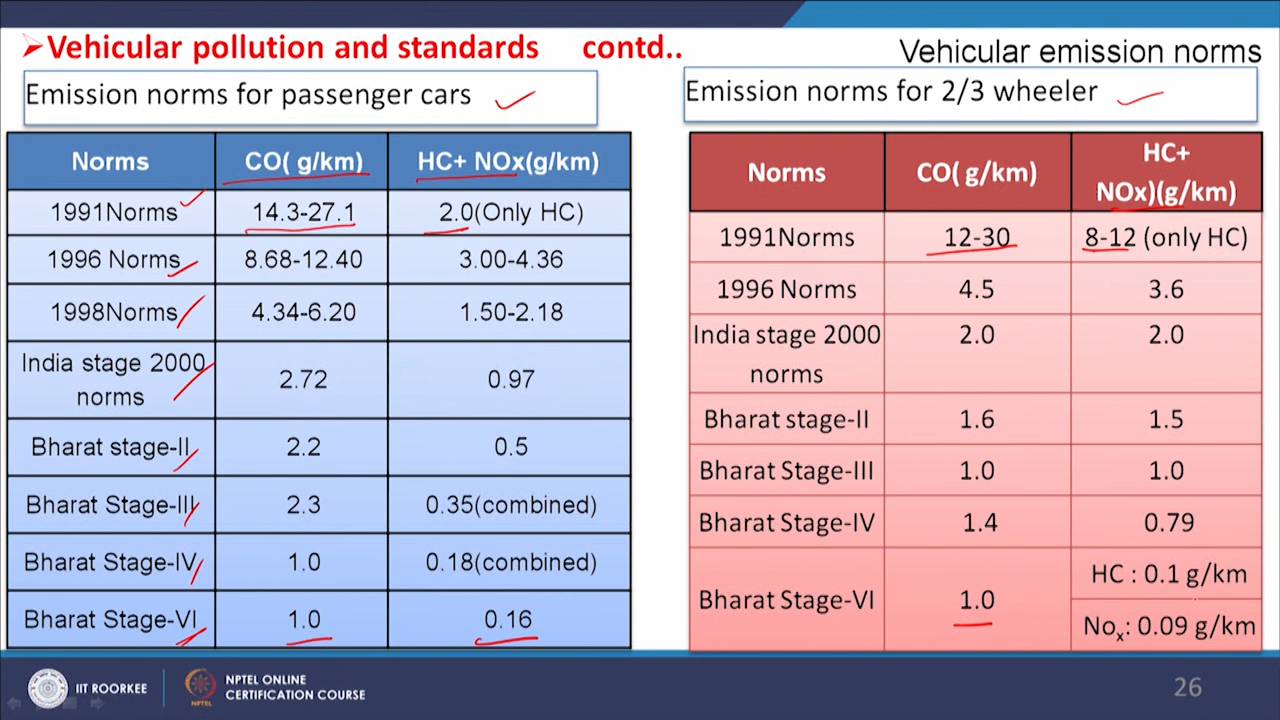 Vehicular pollution and standards contd..
Vehicular emission norms
Emission norms for passenger cars
Norms CO( g/km) HC+ NOx(g/km)
1991Norms 14.3-27.1 2.0(Only HC)
1996 Norms 8.68-12.40 3.00-4.36
1998Norms 4.34-6.20 1.50-2.18
India stage 2000
norms
2.72 0.97
Bharat stage-II 2.2 0.5
Bharat Stage-III 2.3 0.35(combined)
Bharat Stage-IV 1.0 0.18(combined)
Bharat Stage-VI 1.0 0.16
Emission norms for 2/3 wheeler
Norms CO( g/km) HC+
NOx)(g/km)
1991Norms 12-30 8-12 (only HC)
1996 Norms 4.5 3.6
India stage 2000 2.0 2.0
norms
Bharat stage-II 1.6 1.5
Bharat Stage-III 1.0 1.0
Bharat Stage-IV 1.4 0.79
Bharat Stage-VI 1.0 HC : 0.1 g/km
Nox: 0.09 g/km
IIT ROORKEE
NPTEL
NPTEL ONLINE
CERTIFICATION COURSE
26